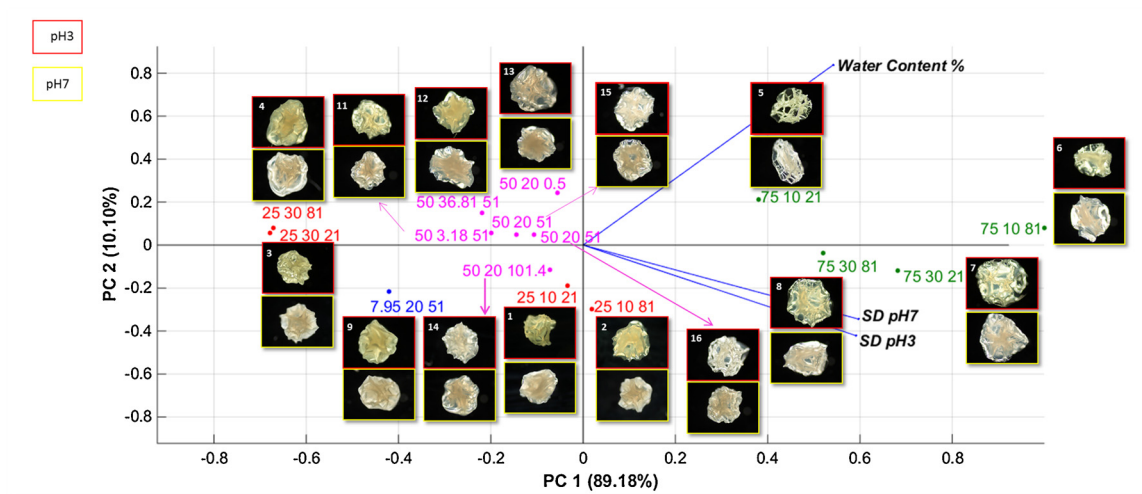 pH3
pH7
0.8
0.6
0.4
0.2
0
-0.2
-0.4
-0.6
-0.8
PC 2 (10.10%)
-0.8
-0.6
-0.4
-0.2
0
0.2
0.4
0.6
0.8
PC 1 (89.18%)
Water Content %
SD pH7
SD pH3
4
11
12
13
15
5
6
3
9
14
1
2
16
8
7
50 20 0.5
50 36.81 51
50 20 51
50 3.18 51
50 20 51
50 20 101.4
25 30 81
25 30 21
7.95 20 51
25 10 21
25 10 81
75 10 21
75 10 81
75 30 81
75 30 21